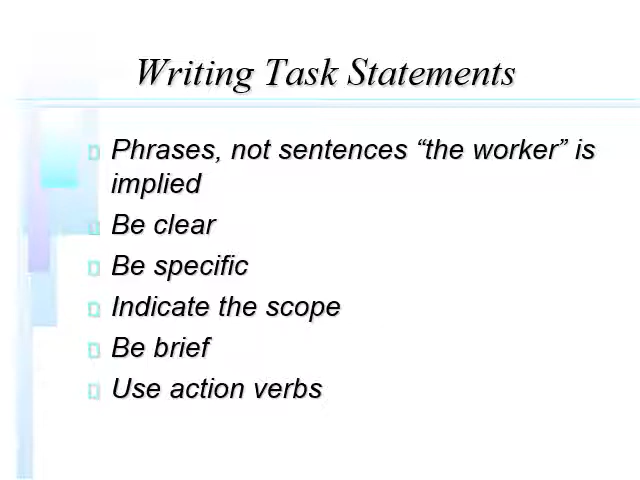 Writing Task Statements
Phrases, not sentences “the worker” is
implied
Be clear
Be specific
Indicate the scope
Be brief
Use action verbs